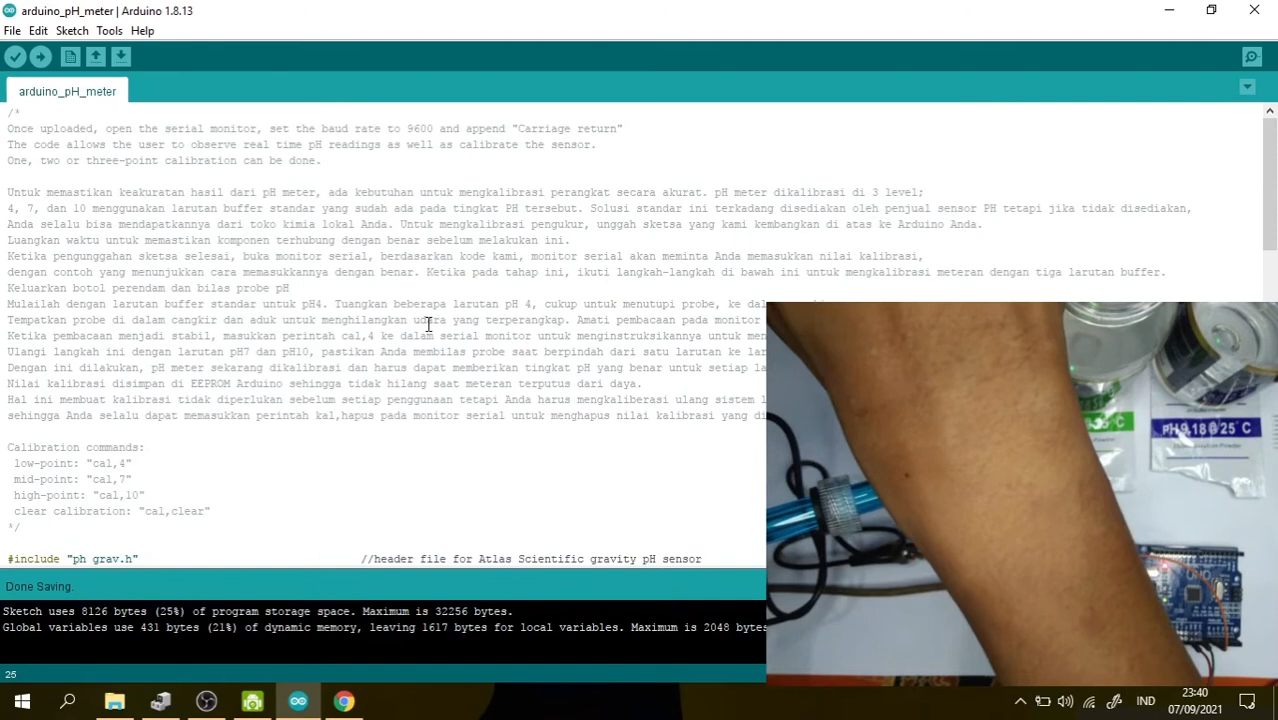 arduino_pH_meter | Arduino 1.8.13
File Edit Sketch Tools Help
arduino_pH_meter
/*
Once uploaded, open the serial monitor, set the baud rate to 9600 and append "Carriage return"
The code allows the user to observe real time pH readings as well as calibrate the sensor.
One, two or three-point calibration can be done.
Untuk memastikan keakuratan hasil dari pH meter, ada kebutuhan untuk mengkalibrasi perangkat secara akurat. pH meter dikalibrasi di 3 level;
4, 7, dan 10 menggunakan larutan buffer standar yang sudah ada pada tingkat PH tersebut. Solusi standar ini terkadang disediakan oleh penjual sensor PH tetapi jika tidak disediakan,
Anda selalu bisa mendapatkannya dari toko kimia lokal Anda. Untuk mengkalibrasi pengukur, unggah sketsa yang kami kembangkan di atas ke Arduino Anda.
Luangkan waktu untuk memastikan komponen terhubung dengan benar sebelum melakukan ini.
Ketika pengunggahan sketsa selesai, buka monitor serial, berdasarkan kode kami, monitor serial akan meminta Anda memasukkan nilai kalibrasi,
dengan contoh yang menunjukkan cara memasukkannya dengan benar. Ketika pada tahap ini, ikuti langkah-langkah di bawah ini untuk mengkalibrasi meteran dengan tiga larutan buffer.
Keluarkan botol perendam dan bilas probe pH
Mulailah dengan larutan buffer standar untuk pH4. Tuangkan beberapa larutan pH 4, cukup untuk menutupi probe, ke dal
Tempatkan probe di dalam cangkir dan aduk untuk menghilangkan udara yang terperangkap. Amati pembacaan pada monitor
Ketika pembacaan menjadi stabil, masukkan perintah cal,4 ke dalam serial monitor untuk menginstruksikannya untuk men
Ulangi langkah ini dengan larutan pH7 dan pH10, pastikan Anda membilas probe saat berpindah dari satu larutan ke lar
Dengan ini dilakukan, pH meter sekarang dikalibrasi dan harus dapat memberikan tingkat pH yang benar untuk setiap la
Nilai kalibrasi disimpan di EEPROM Arduino sehingga tidak hilang saat meteran terputus dari daya.
Hal ini membuat kalibrasi tidak diperlukan sebelum setiap penggunaan tetapi Anda harus mengkaliberasi ulang sistem l
sehingga Anda selalu dapat memasukkan perintah kal,hapus pada monitor serial untuk menghapus nilai kalibrasi yang di
Calibration commands:
low-point: "cal,4"
mid-point: "cal,7"
high-point: "cal,10"
clear calibration: "cal,clear"
*/
#include "ph_grav.h" //header file for Atlas Scientific gravity pH sensor
Done Saving.
Sketch uses 8126 bytes (25%) of program storage space. Maximum is 32256 bytes.
Global variables use 431 bytes (21%) of dynamic memory, leaving 1617 bytes for local variables. Maximum is 2048 bytes
25
PH 9.18@25°C
UNO
IND
23:40
07/09/2021